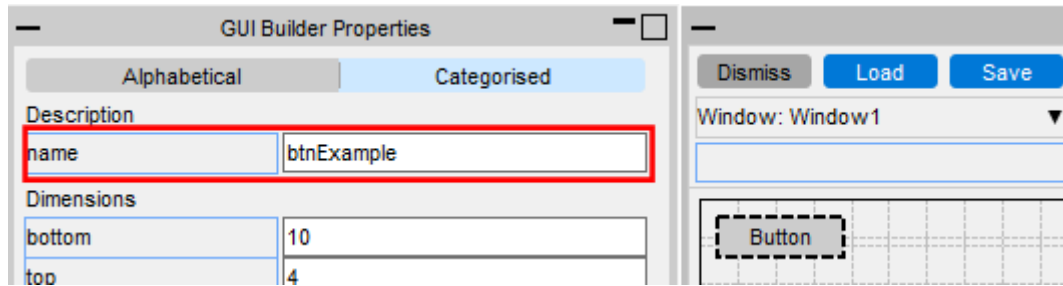 GUI Builder Properties
Alphabetical Categorised
Description
name btnExample
Dimensions
bottom 10
top 4
Dismiss Load Save
Window: Window1
Button